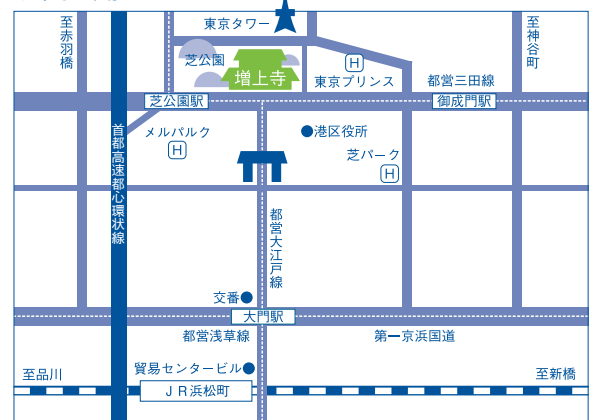 至赤羽橋
東京タワー
至神谷町
芝公園
増上寺
H
東京プリンス
都営三田線
芝公園駅
御成門駅
首都高速都心環状線
メルパルク
H
港区役所
芝パーク
H
都営大江戸線
交番
大門駅
都営浅草線
第一京浜国道
至品川
貿易センタービル
至新橋
JR浜松町